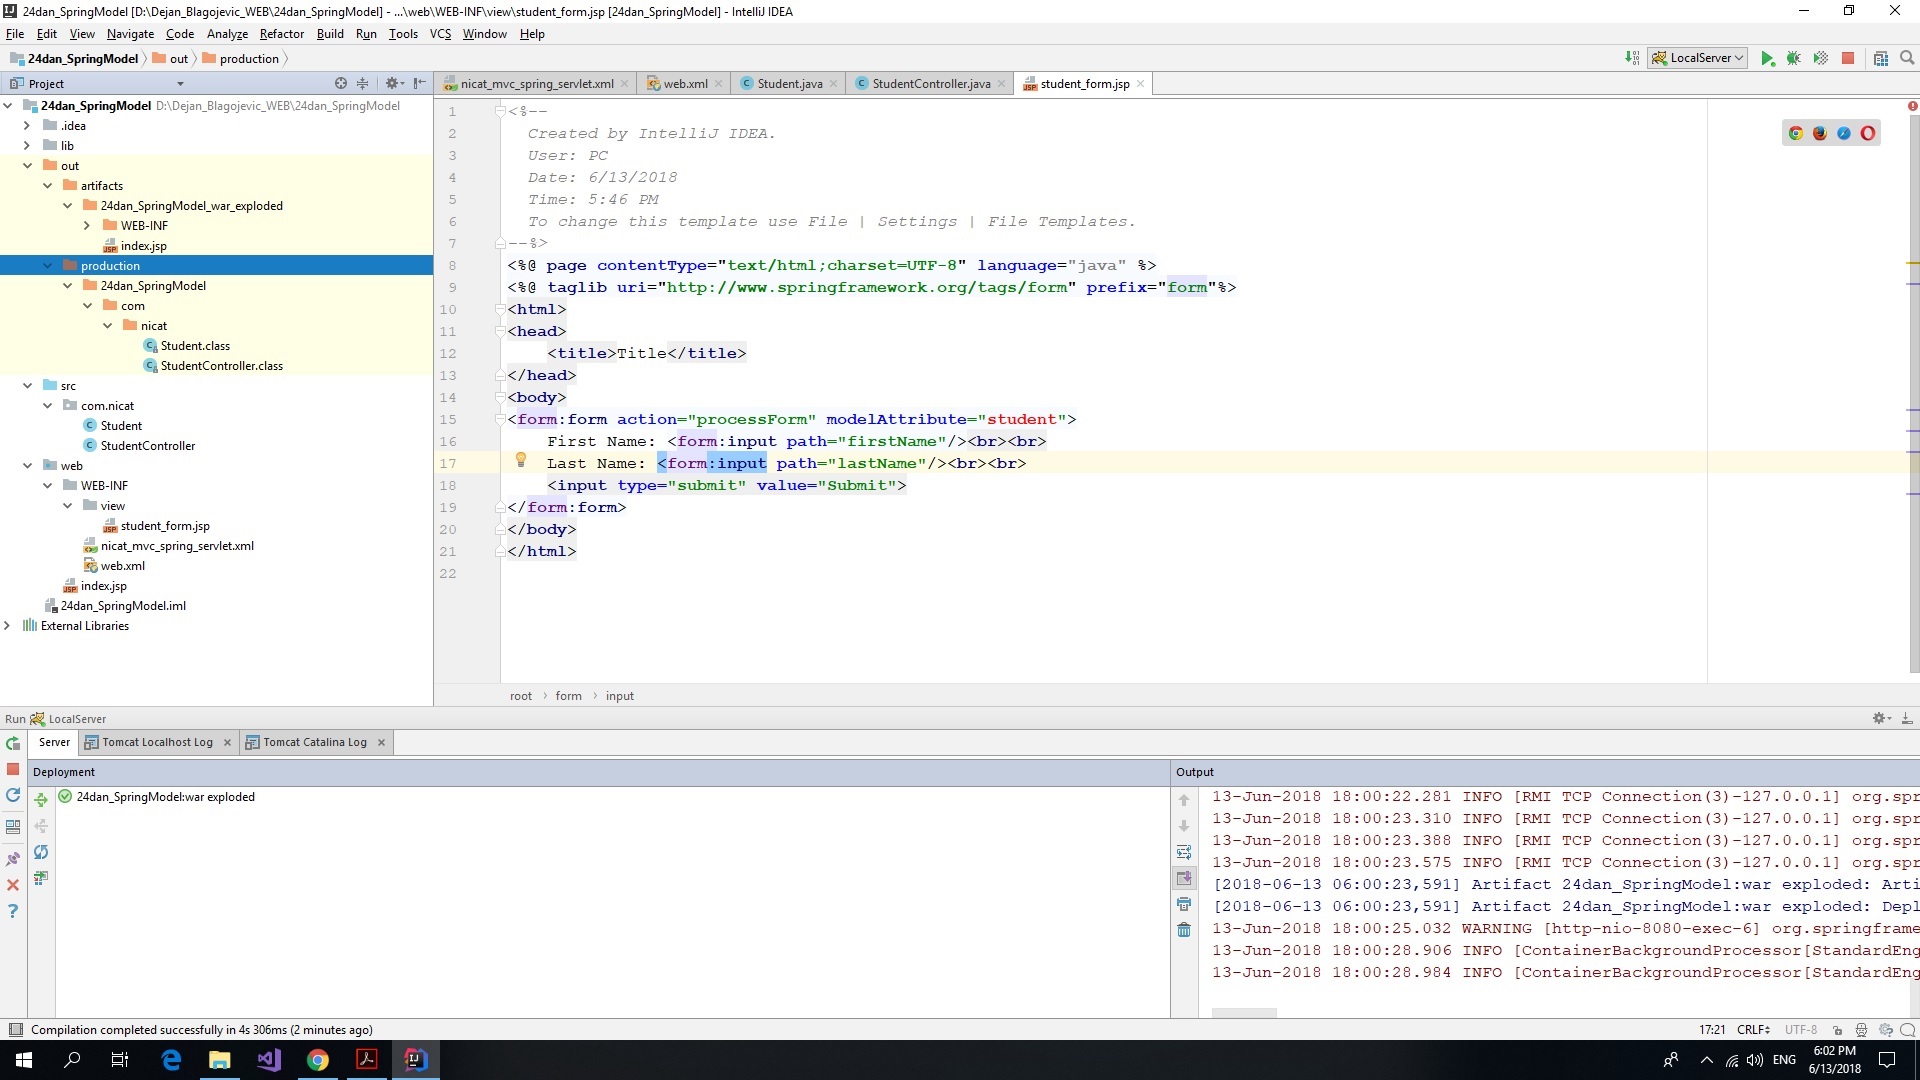 24dan_SpringModel [D:\Dejan_Blagojevic_WEB\24dan_SpringModel] - ...\web\WEB-INF\view\student_form.jsp [24dan_SpringModel] - IntelliJ IDEA
File Edit View Navigate Code Analyze Refactor Build Run Tools VCS Window Help
24dan_SpringModel out production LocalServer
Project
nicat_mvc_spring_servlet.xml web.xml Student.java StudentController.java student_form.jsp
24dan_SpringModel D:\Dejan_Blagojevic_WEB\24dan_SpringModel
.idea
lib
out
artifacts
24dan_SpringModel_war_exploded
WEB-INF
index.jsp
production
24dan_SpringModel
com
nicat
Student.class
StudentController.class
src
com.nicat
Student
StudentController
web
WEB-INF
view
student_form.jsp
nicat_mvc_spring_servlet.xml
web.xml
index.jsp
24dan_SpringModel.iml
External Libraries
1 <%--
2 Created by IntelliJ IDEA.
3 User: PC
4 Date: 6/13/2018
5 Time: 5:46 PM
6 To change this template use File | Settings | File Templates.
7 --%>
8 <%@ page contentType="text/html;charset=UTF-8" language="java" %>
9 <%@ taglib uri="http://www.springframework.org/tags/form" prefix="form"%>
10 <html>
11 <head>
12 <title>Title</title>
13 </head>
14 <body>
15 <form:form action="processForm" modelAttribute="student">
16 First Name: <form:input path="firstName"/><br><br>
17 Last Name: <form:input path="lastName"/><br><br>
18 <input type="submit" value="Submit">
19 </form:form>
20 </body>
21 </html>
22
root form input
Run LocalServer
Server Tomcat Localhost Log Tomcat Catalina Log
Deployment
24dan_SpringModel:war exploded
Output
13-Jun-2018 18:00:22.281 INFO [RMI TCP Connection(3)-127.0.0.1] org.spr
13-Jun-2018 18:00:23.310 INFO [RMI TCP Connection(3)-127.0.0.1] org.spr
13-Jun-2018 18:00:23.388 INFO [RMI TCP Connection(3)-127.0.0.1] org.spr
13-Jun-2018 18:00:23.575 INFO [RMI TCP Connection(3)-127.0.0.1] org.spr
[2018-06-13 06:00:23,591] Artifact 24dan_SpringModel:war exploded: Arti
[2018-06-13 06:00:23,591] Artifact 24dan_SpringModel:war exploded: Depl
13-Jun-2018 18:00:25.032 WARNING [http-nio-8080-exec-6] org.springframe
13-Jun-2018 18:00:28.906 INFO [ContainerBackgroundProcessor[StandardEng
13-Jun-2018 18:00:28.984 INFO [ContainerBackgroundProcessor[StandardEng
Compilation completed successfully in 4s 306ms (2 minutes ago) 17:21 CRLF UTF-8
ENG
6:02 PM
6/13/2018